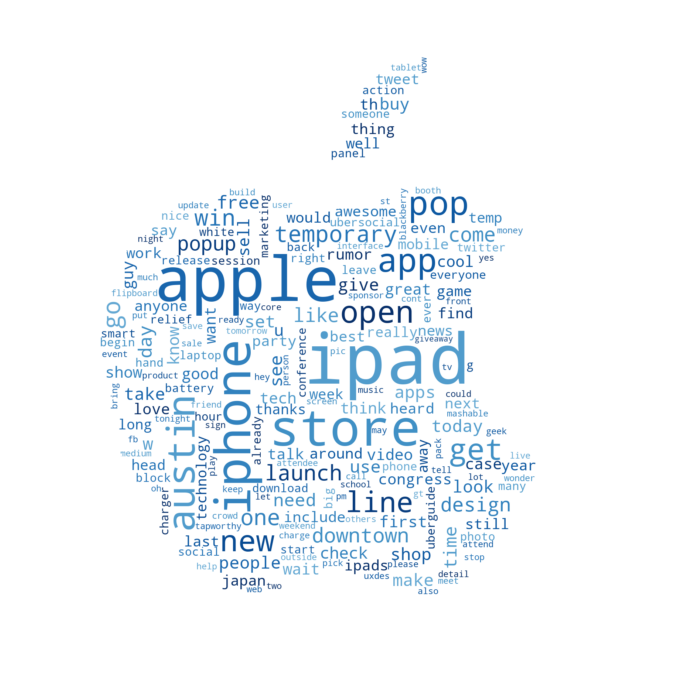 tablet
wow
tweet
action
th
buy
someone
thing
well
panel
build
update
free
user
st
booth
nice
win
white
sell
marketing
would
awesome
ubersocial
blackberry
pop
temp
money
say
night
popup
temporary
back
interface
even
come
mobile
twitter
yes
work
release
session
right
rumor
app
cool
everyone
much
guy
apple
leave
give
sponsor
cont
great
game
front
flipboard
put
anyone
way
core
like
open
ever
find
go
smart
relief
want
ready
set
u
party
best
really
news
giveaway
begin
day
know
save
tomorrow
event
hand
laptop
sale
iphone
see
person
conference
pic
ipad
tv
g
show
product
good
hey
tech
week
music
apps
could
bring
take
battery
think
heard
next
mashable
love
friend
thanks
store
may
today
geek
long
tonight
hour
sign
austin
fb
w
play
already
talk
around
video
away
pack
get
live
medium
head
technology
attendee
launch
use
phone
tell
case
year
block
call
congress
lot
wonder
oh
charger
keep
let
download
need
big
school
pm
line
gt
uberguide
look
many
crowd
one
include
others
first
design
tapworthy
weekend
charge
downtown
still
last
new
start
check
shop
time
photo
attend
social
outside
stop
help
people
wait
pick
ipads
please
japan
web
two
uxdes
make
detail
meet
also
screen